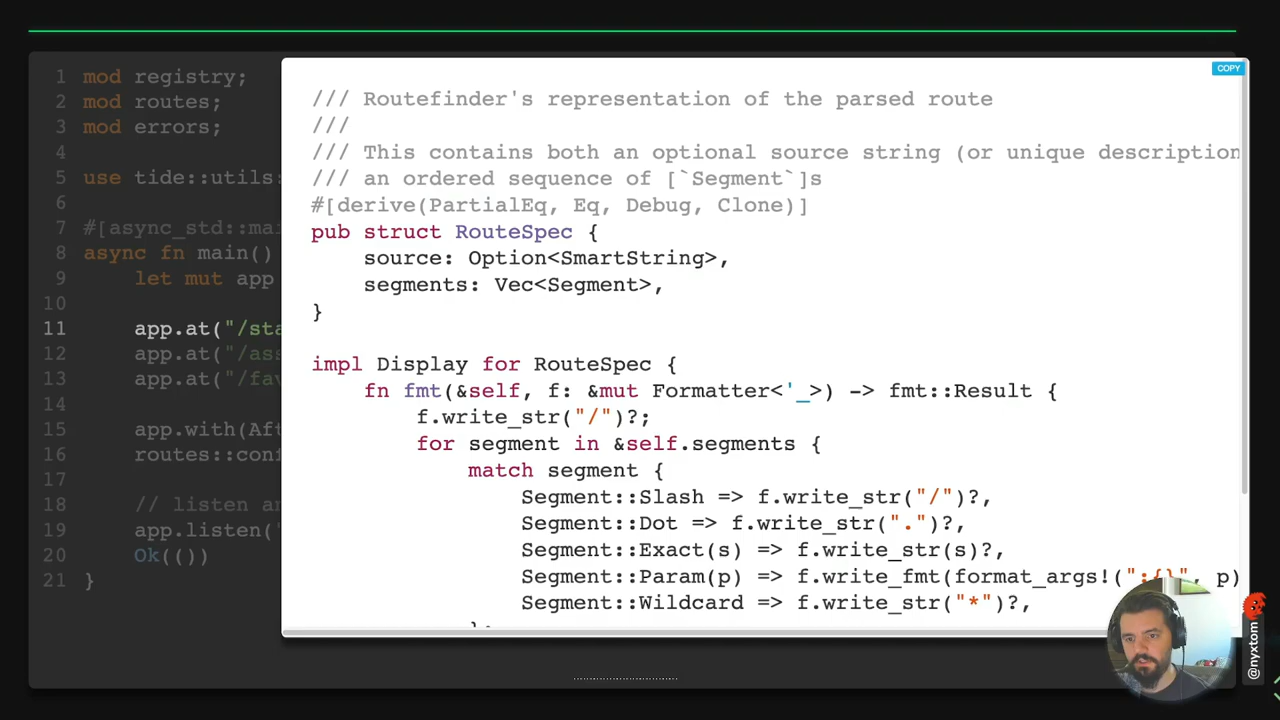 1 mod registry;
2 mod routes;
3 mod errors;
4
5 use tide::utils:
6
7 #[async_std::mai
8 async fn main()
9 let mut app
10
11 app.at("/sta
12 app.at("/ass
13 app.at("/fav
14
15 app.with(Aft
16 routes::conf
17
18 // listen an
19 app.listen('
20 Ok(())
21 }
COPY
/// Routefinder's representation of the parsed route
///
/// This contains both an optional source string (or unique description
/// an ordered sequence of [`Segment`]s
#[derive(PartialEq, Eq, Debug, Clone)]
pub struct RouteSpec {
source: Option<SmartString>,
segments: Vec<Segment>,
}
impl Display for RouteSpec {
fn fmt(&self, f: &mut Formatter<'_>) -> fmt::Result {
f.write_str("/")?;
for segment in &self.segments {
match segment {
Segment::Slash => f.write_str("/")?,
Segment::Dot => f.write_str(".")?,
Segment::Exact(s) => f.write_str(s)?,
Segment::Param(p) => f.write_fmt(format_args!(":{}", p)
Segment::Wildcard => f.write_str("*")?,
@nyxtom